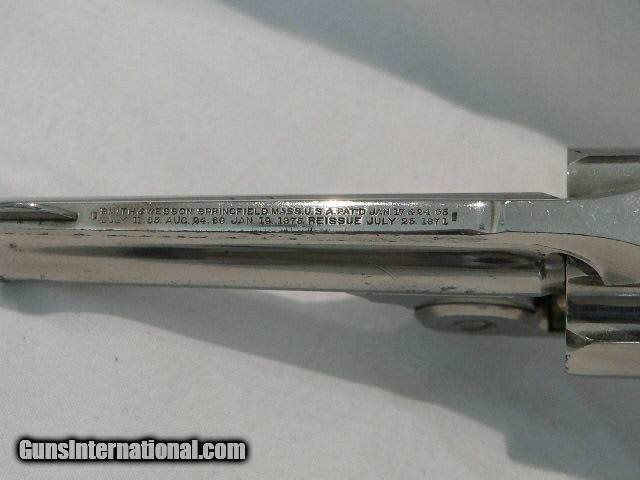 SMITH & WESSON SPRINGFIELD MASS. U.S.A. PAT'D JAN 17 & 24 65
11.65. AUG. 24. 69. JAN. 19. 1875 REISSUE JULY 25. 1871
GunsInternational.com